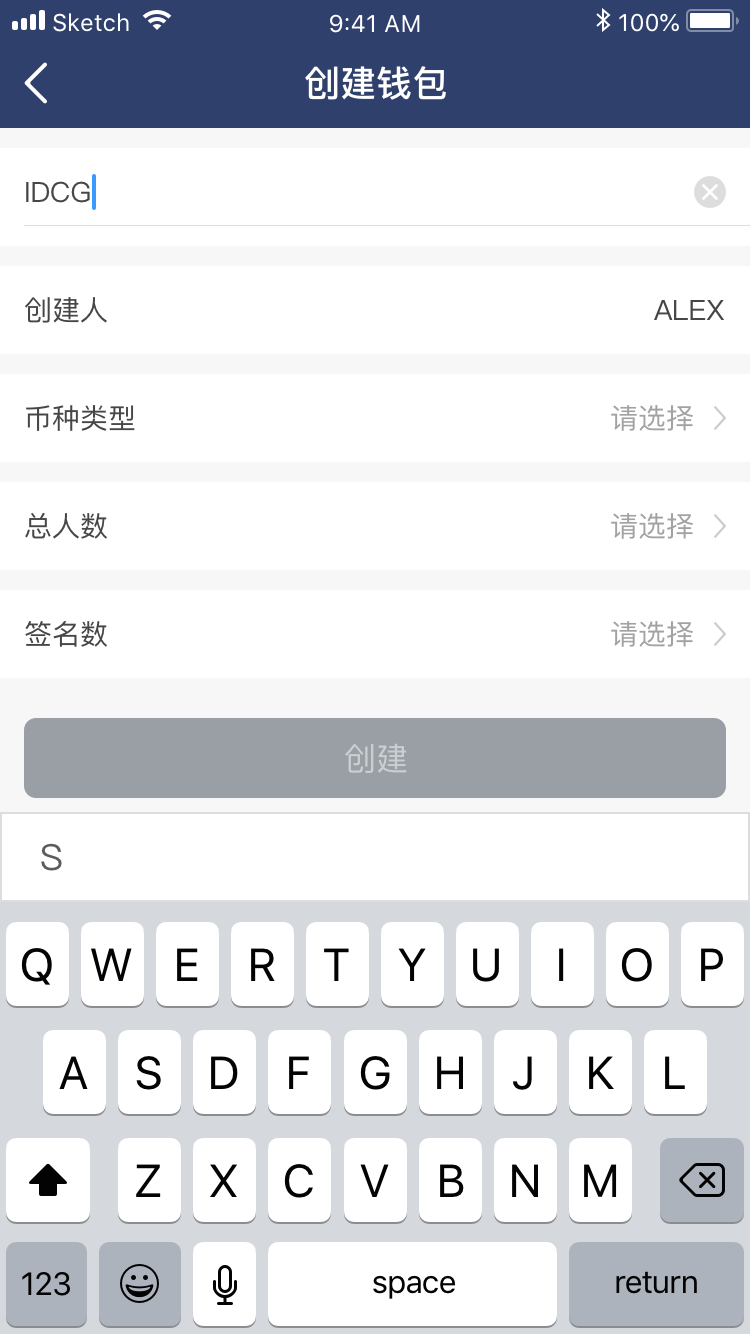 Sketch 9:41 AM 100%
创建钱包
IDCG
创建人 ALEX
币种类型 请选择
总人数 请选择
签名数 请选择
创建
S
Q W E R T Y U I O P
A S D F G H J K L
Z X C V B N M
123 space return